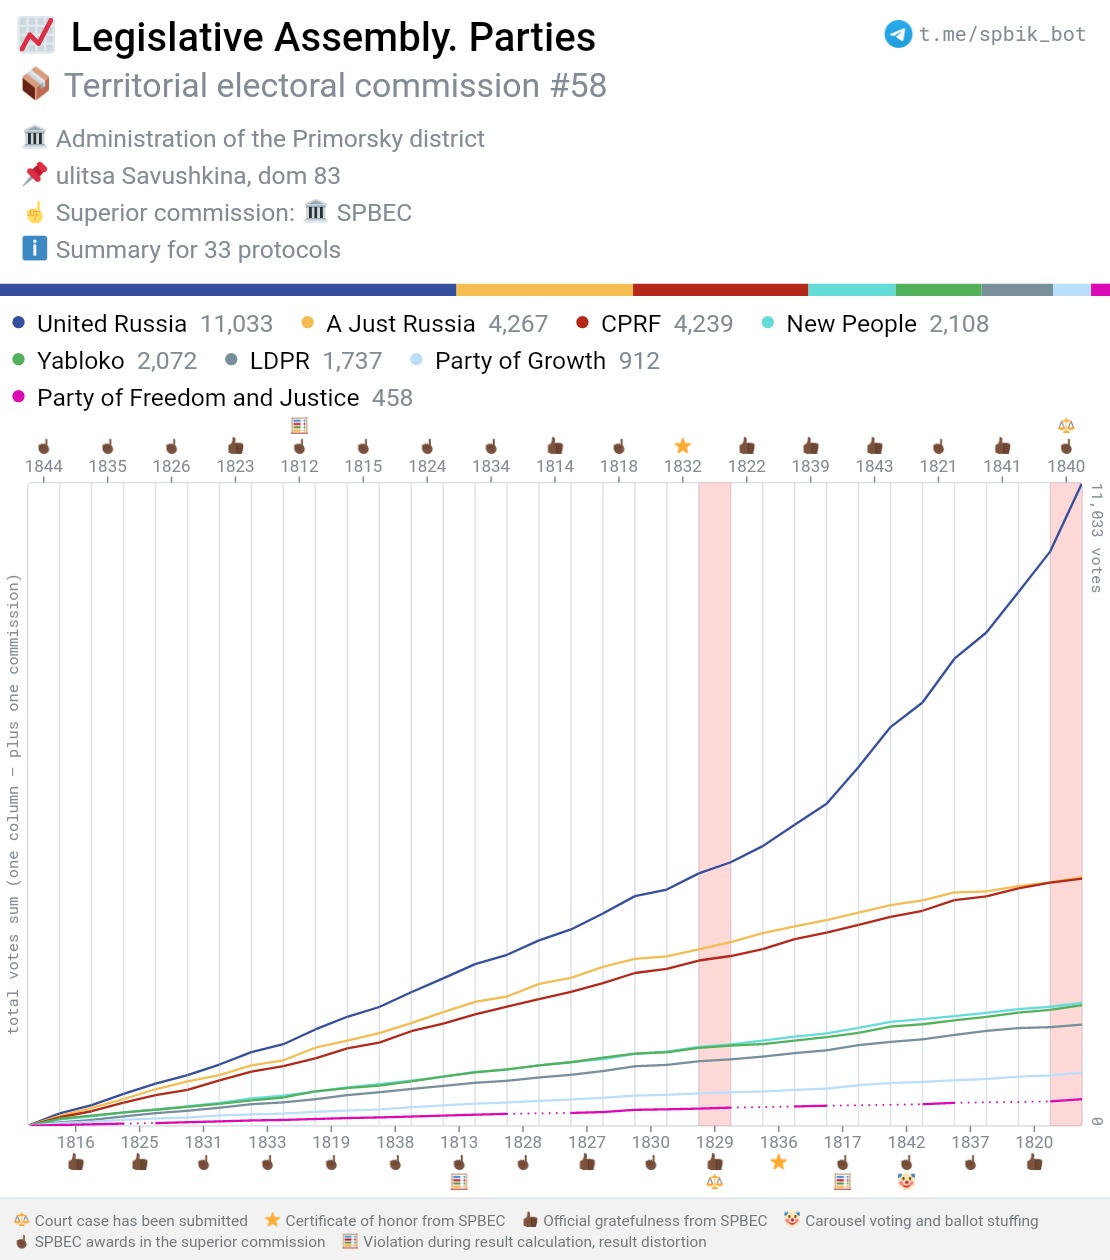 Legislative Assembly. Parties
t.me/spbik_bot
Territorial electoral commission #58
Administration of the Primorsky district
ulitsa Savushkina, dom 83
Superior commission: SPBEC
Summary for 33 protocols
United Russia 11,033 A Just Russia 4,267 CPRF 4,239 New People 2,108
Yabloko 2,072 LDPR 1,737 Party of Growth 912
Party of Freedom and Justice 458
1844 1835 1826 1823 1812 1815 1824 1834 1814 1818 1832 1822 1839 1843 1821 1841 1840
11,033 votes
total votes sum (one column – plus one commission)
0
1816 1825 1831 1833 1819 1838 1813 1828 1827 1830 1829 1836 1817 1842 1837 1820
Court case has been submitted Certificate of honor from SPBEC Official gratefulness from SPBEC Carousel voting and ballot stuffing
SPBEC awards in the superior commission Violation during result calculation, result distortion